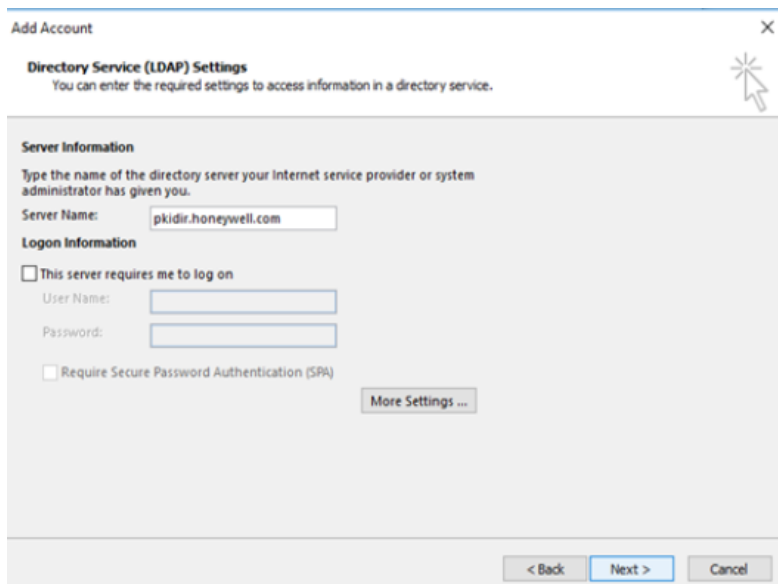 Add Account
Directory Service (LDAP) Settings
You can enter the required settings to access information in a directory service.
Server Information
Type the name of the directory server your Internet service provider or system
administrator has given you.
Server Name: pkidir.honeywell.com
Logon Information
This server requires me to log on
User Name:
Password:
Require Secure Password Authentication (SPA)
More Settings ...
< Back Next > Cancel